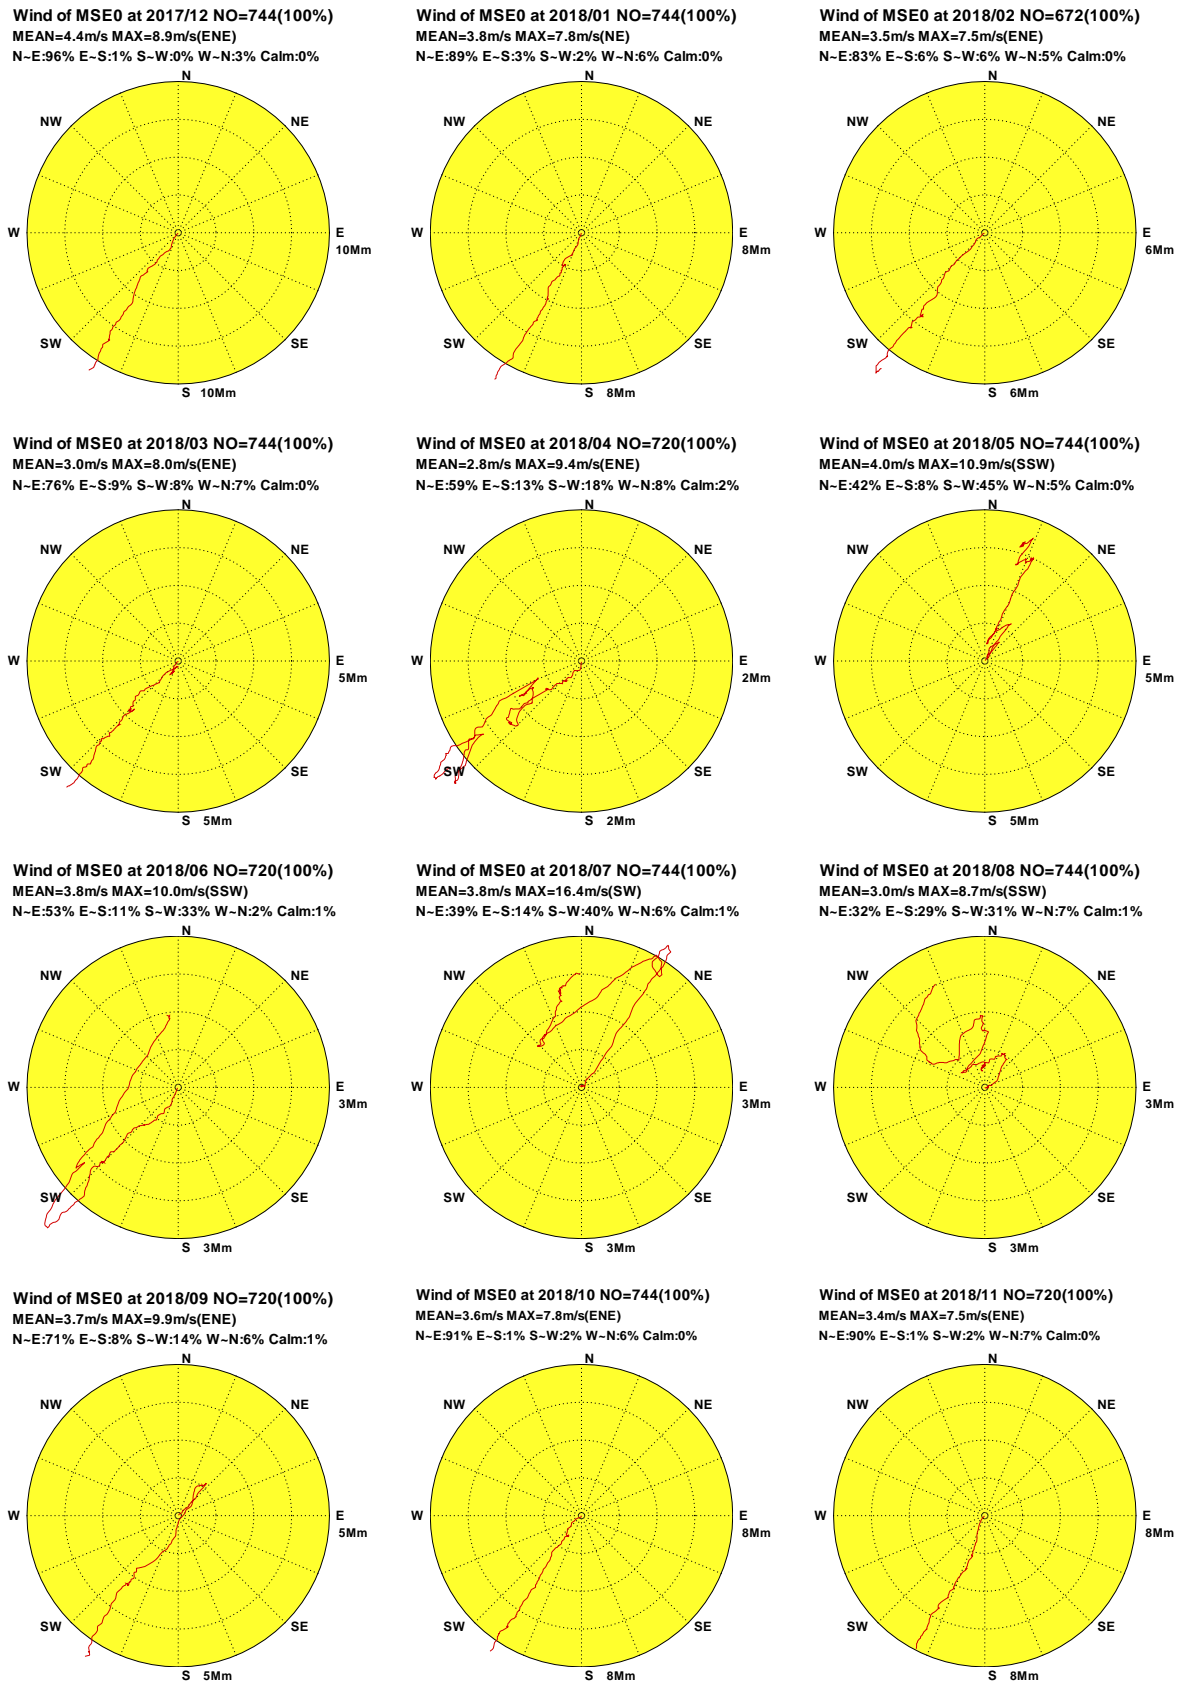 Wind of MSE0 at 2017/12 NO=744(100%)
MEAN=4.4m/s MAX=8.9m/s(ENE)
N~E:96% E~S:1% S~W:0% W~N:3% Calm:0%
N
NW
NE
W
E
10Mm
SW
SE
S 10Mm
Wind of MSE0 at 2018/01 NO=744(100%)
MEAN=3.8m/s MAX=7.8m/s(NE)
N~E:89% E~S:3% S~W:2% W~N:6% Calm:0%
N
NW
NE
W
E
8Mm
SW
SE
S 8Mm
Wind of MSE0 at 2018/02 NO=672(100%)
MEAN=3.5m/s MAX=7.5m/s(ENE)
N~E:83% E~S:6% S~W:6% W~N:5% Calm:0%
N
NW
NE
W
E
6Mm
SW
SE
S 6Mm
Wind of MSE0 at 2018/03 NO=744(100%)
MEAN=3.0m/s MAX=8.0m/s(ENE)
N~E:76% E~S:9% S~W:8% W~N:7% Calm:0%
N
NW
NE
W
E
5Mm
SW
SE
S 5Mm
Wind of MSE0 at 2018/04 NO=720(100%)
MEAN=2.8m/s MAX=9.4m/s(ENE)
N~E:59% E~S:13% S~W:18% W~N:8% Calm:2%
N
NW
NE
W
E
2Mm
SW
SE
S 2Mm
Wind of MSE0 at 2018/05 NO=744(100%)
MEAN=4.0m/s MAX=10.9m/s(SSW)
N~E:42% E~S:8% S~W:45% W~N:5% Calm:0%
N
NW
NE
W
E
5Mm
SW
SE
S 5Mm
Wind of MSE0 at 2018/06 NO=720(100%)
MEAN=3.8m/s MAX=10.0m/s(SSW)
N~E:53% E~S:11% S~W:33% W~N:2% Calm:1%
N
NW
NE
W
E
3Mm
SW
SE
S 3Mm
Wind of MSE0 at 2018/07 NO=744(100%)
MEAN=3.8m/s MAX=16.4m/s(SW)
N~E:39% E~S:14% S~W:40% W~N:6% Calm:1%
N
NW
NE
W
E
3Mm
SW
SE
S 3Mm
Wind of MSE0 at 2018/08 NO=744(100%)
MEAN=3.0m/s MAX=8.7m/s(SSW)
N~E:32% E~S:29% S~W:31% W~N:7% Calm:1%
N
NW
NE
W
E
3Mm
SW
SE
S 3Mm
Wind of MSE0 at 2018/09 NO=720(100%)
MEAN=3.7m/s MAX=9.9m/s(ENE)
N~E:71% E~S:8% S~W:14% W~N:6% Calm:1%
N
NW
NE
W
E
5Mm
SW
SE
S 5Mm
Wind of MSE0 at 2018/10 NO=744(100%)
MEAN=3.6m/s MAX=7.8m/s(ENE)
N~E:91% E~S:1% S~W:2% W~N:6% Calm:0%
N
NW
NE
W
E
8Mm
SW
SE
S 8Mm
Wind of MSE0 at 2018/11 NO=720(100%)
MEAN=3.4m/s MAX=7.5m/s(ENE)
N~E:90% E~S:1% S~W:2% W~N:7% Calm:0%
N
NW
NE
W
E
8Mm
SW
SE
S 8Mm